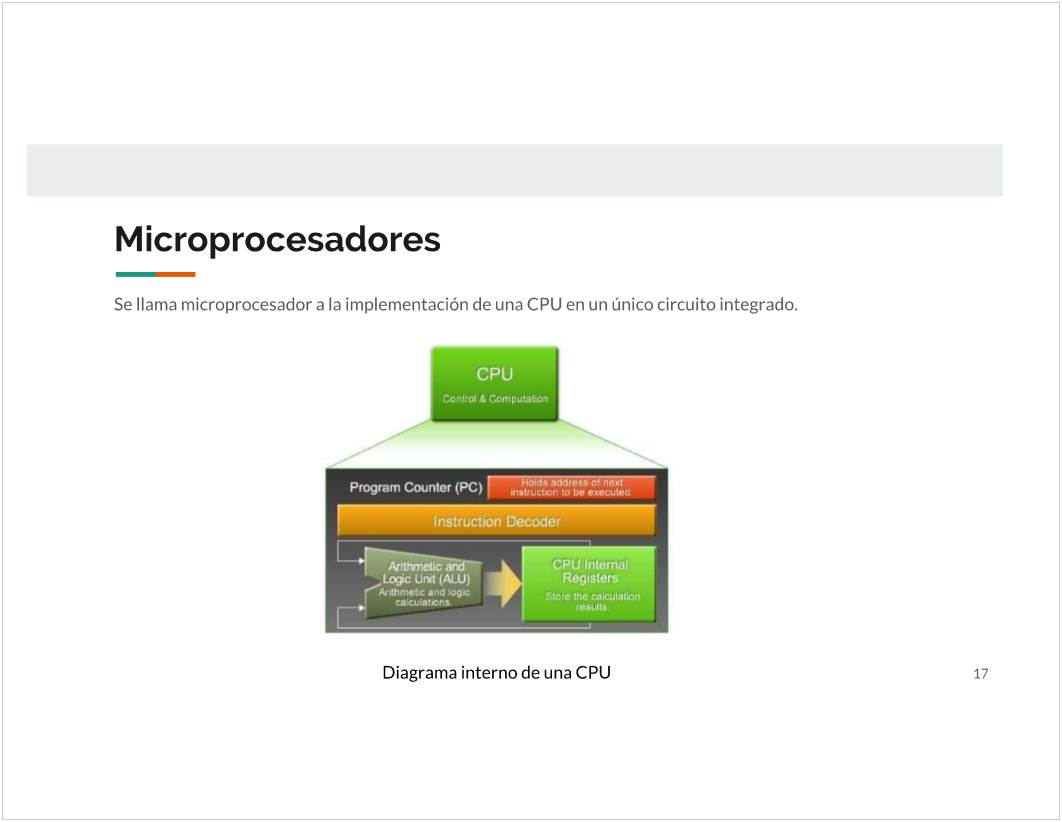 Microprocesadores
Se llama microprocesador a la implementación de una CPU en un único circuito integrado.
CPU
Control & Computation
Program Counter (PC)
Holds address of next
instruction to be executed.
Instruction Decoder
Arithmetic and
Logic Unit (ALU)
Arithmetic and logic
calculations.
CPU Internal
Registers
Store the calculation
results.
Diagrama interno de una CPU
17